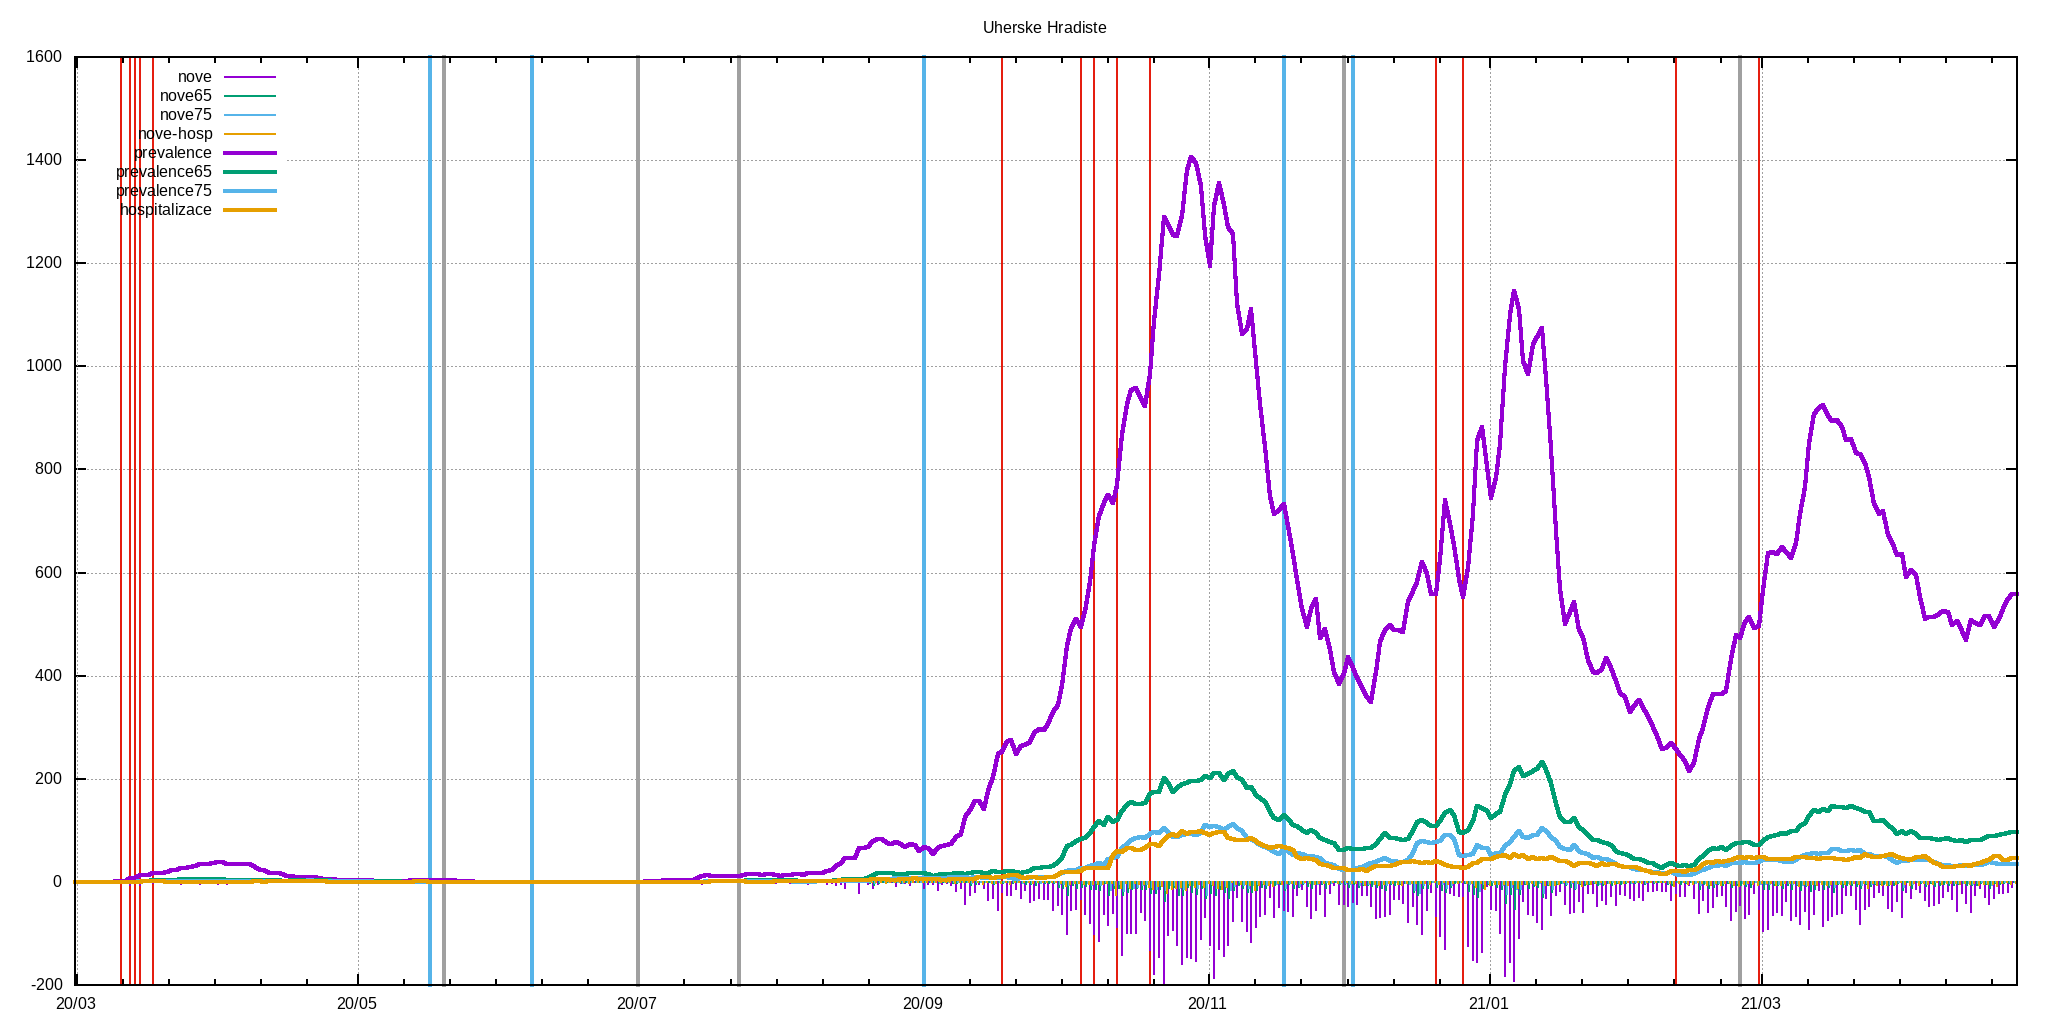 Uherske Hradiste
1600
1400
1200
1000
800
600
400
200
0
-200
nove
nove65
nove75
nove-hosp
prevalence
prevalence65
prevalence75
hospitalizace
20/03
20/05
20/07
20/09
20/11
21/01
21/03